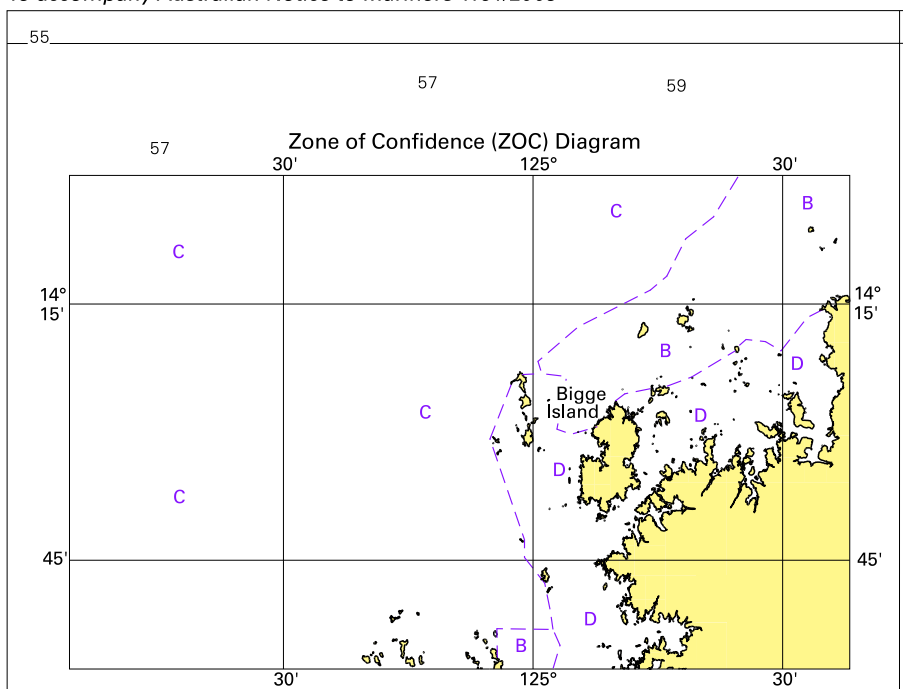 55
57
59
57
Zone of Confidence (ZOC) Diagram
30' 125° 30'
B
C
C
14° 14°
15' 15'
B
D
Bigge
Island
C
D
D
C
45' 45'
D
B
30' 125° 30'